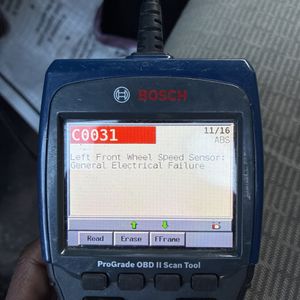 BOSCH
C0031
11/16
ABS
Left Front Wheel Speed Sensor:
General Electrical Failure
Read Erase FFrame
ProGrade OBD II Scan Tool